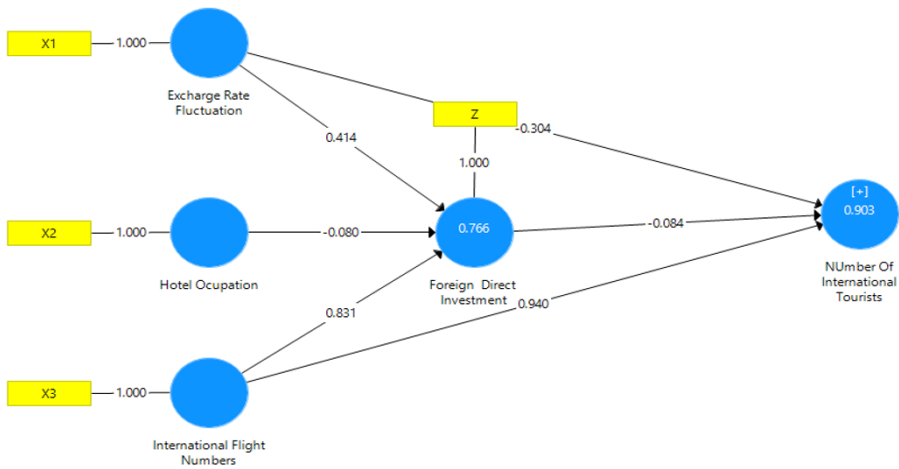 X1
1.000
Excharge Rate
Fluctuation
Z
-0.304
0.414
1.000
[+]
0.903
X2
1.000
-0.080
0.766
-0.084
Hotel Ocupation
Foreign Direct
Investment
NUmber Of
International
Tourists
0.831
0.940
X3
1.000
International Flight
Numbers